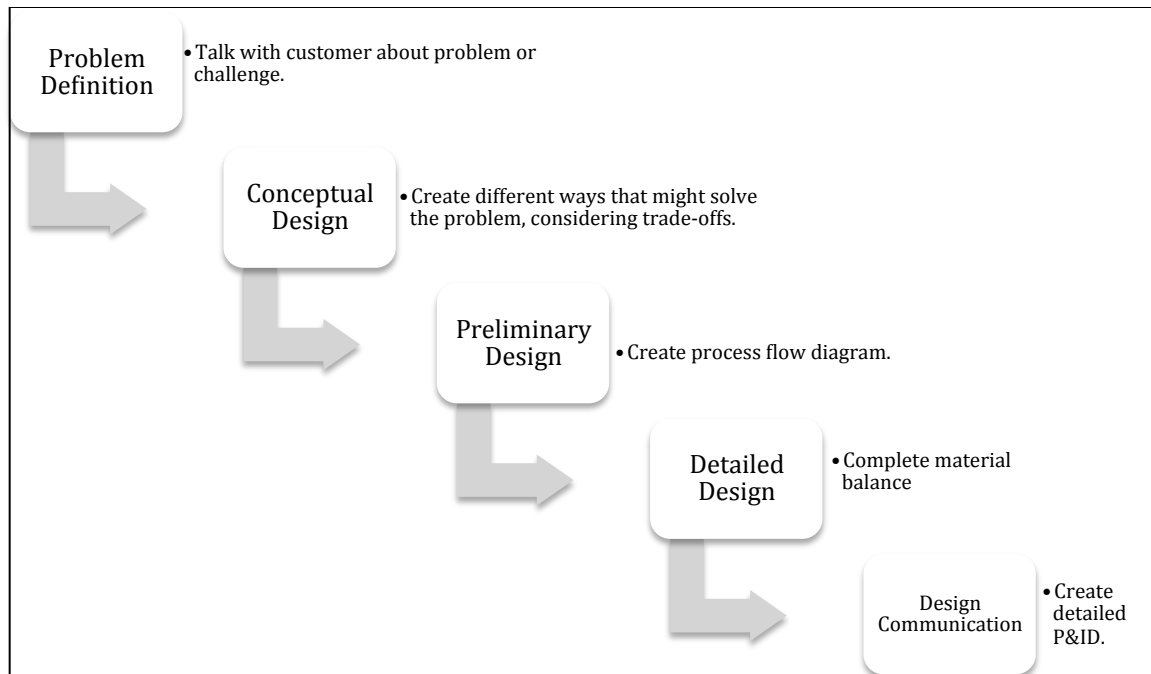 Problem
Definition
• Talk with customer about problem or
challenge.
Conceptual
Design
• Create different ways that might solve
the problem, considering trade-offs.
Preliminary
Design
• Create process flow diagram.
Detailed
Design
• Complete material
balance
Design
Communication
• Create
detailed
P&ID.